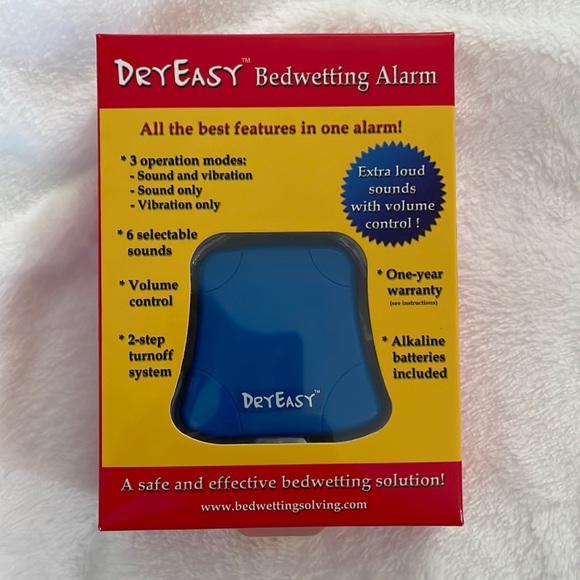 DRYEASY™ Bedwetting Alarm
All the best features in one alarm!
* 3 operation modes:
- Sound and vibration
- Sound only
- Vibration only
Extra loud
sounds
with volume
control !
* 6 selectable
sounds
* Volume
control
* 2-step
turnoff
system
* One-year
warranty
(see instructions)
* Alkaline
batteries
included
DRYEASY™
A safe and effective bedwetting solution!
www.bedwettingsolving.com